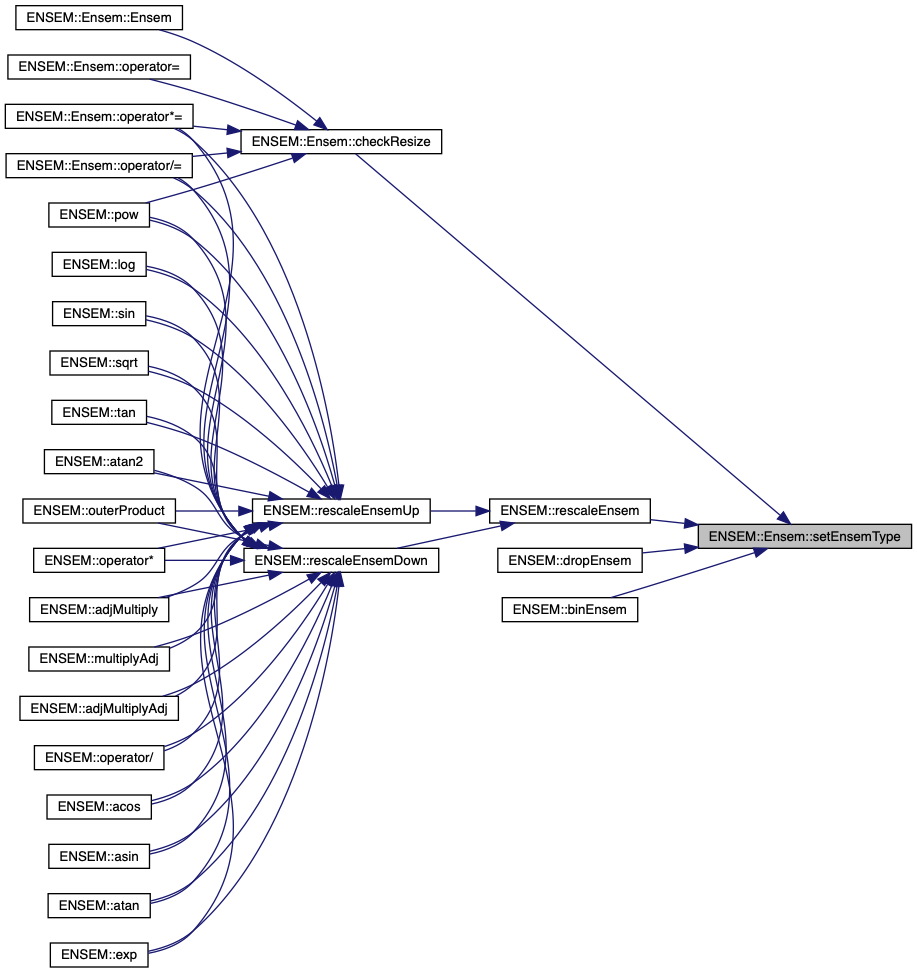 ENSEM::Ensem::Ensem
ENSEM::Ensem::operator=
ENSEM::Ensem::operator*=
ENSEM::Ensem::checkResize
ENSEM::Ensem::operator/=
ENSEM::pow
ENSEM::log
ENSEM::sin
ENSEM::sqrt
ENSEM::tan
ENSEM::atan2
ENSEM::outerProduct
ENSEM::rescaleEnsemUp
ENSEM::rescaleEnsem
ENSEM::Ensem::setEnsemType
ENSEM::operator*
ENSEM::rescaleEnsemDown
ENSEM::dropEnsem
ENSEM::adjMultiply
ENSEM::binEnsem
ENSEM::multiplyAdj
ENSEM::adjMultiplyAdj
ENSEM::operator/
ENSEM::acos
ENSEM::asin
ENSEM::atan
ENSEM::exp